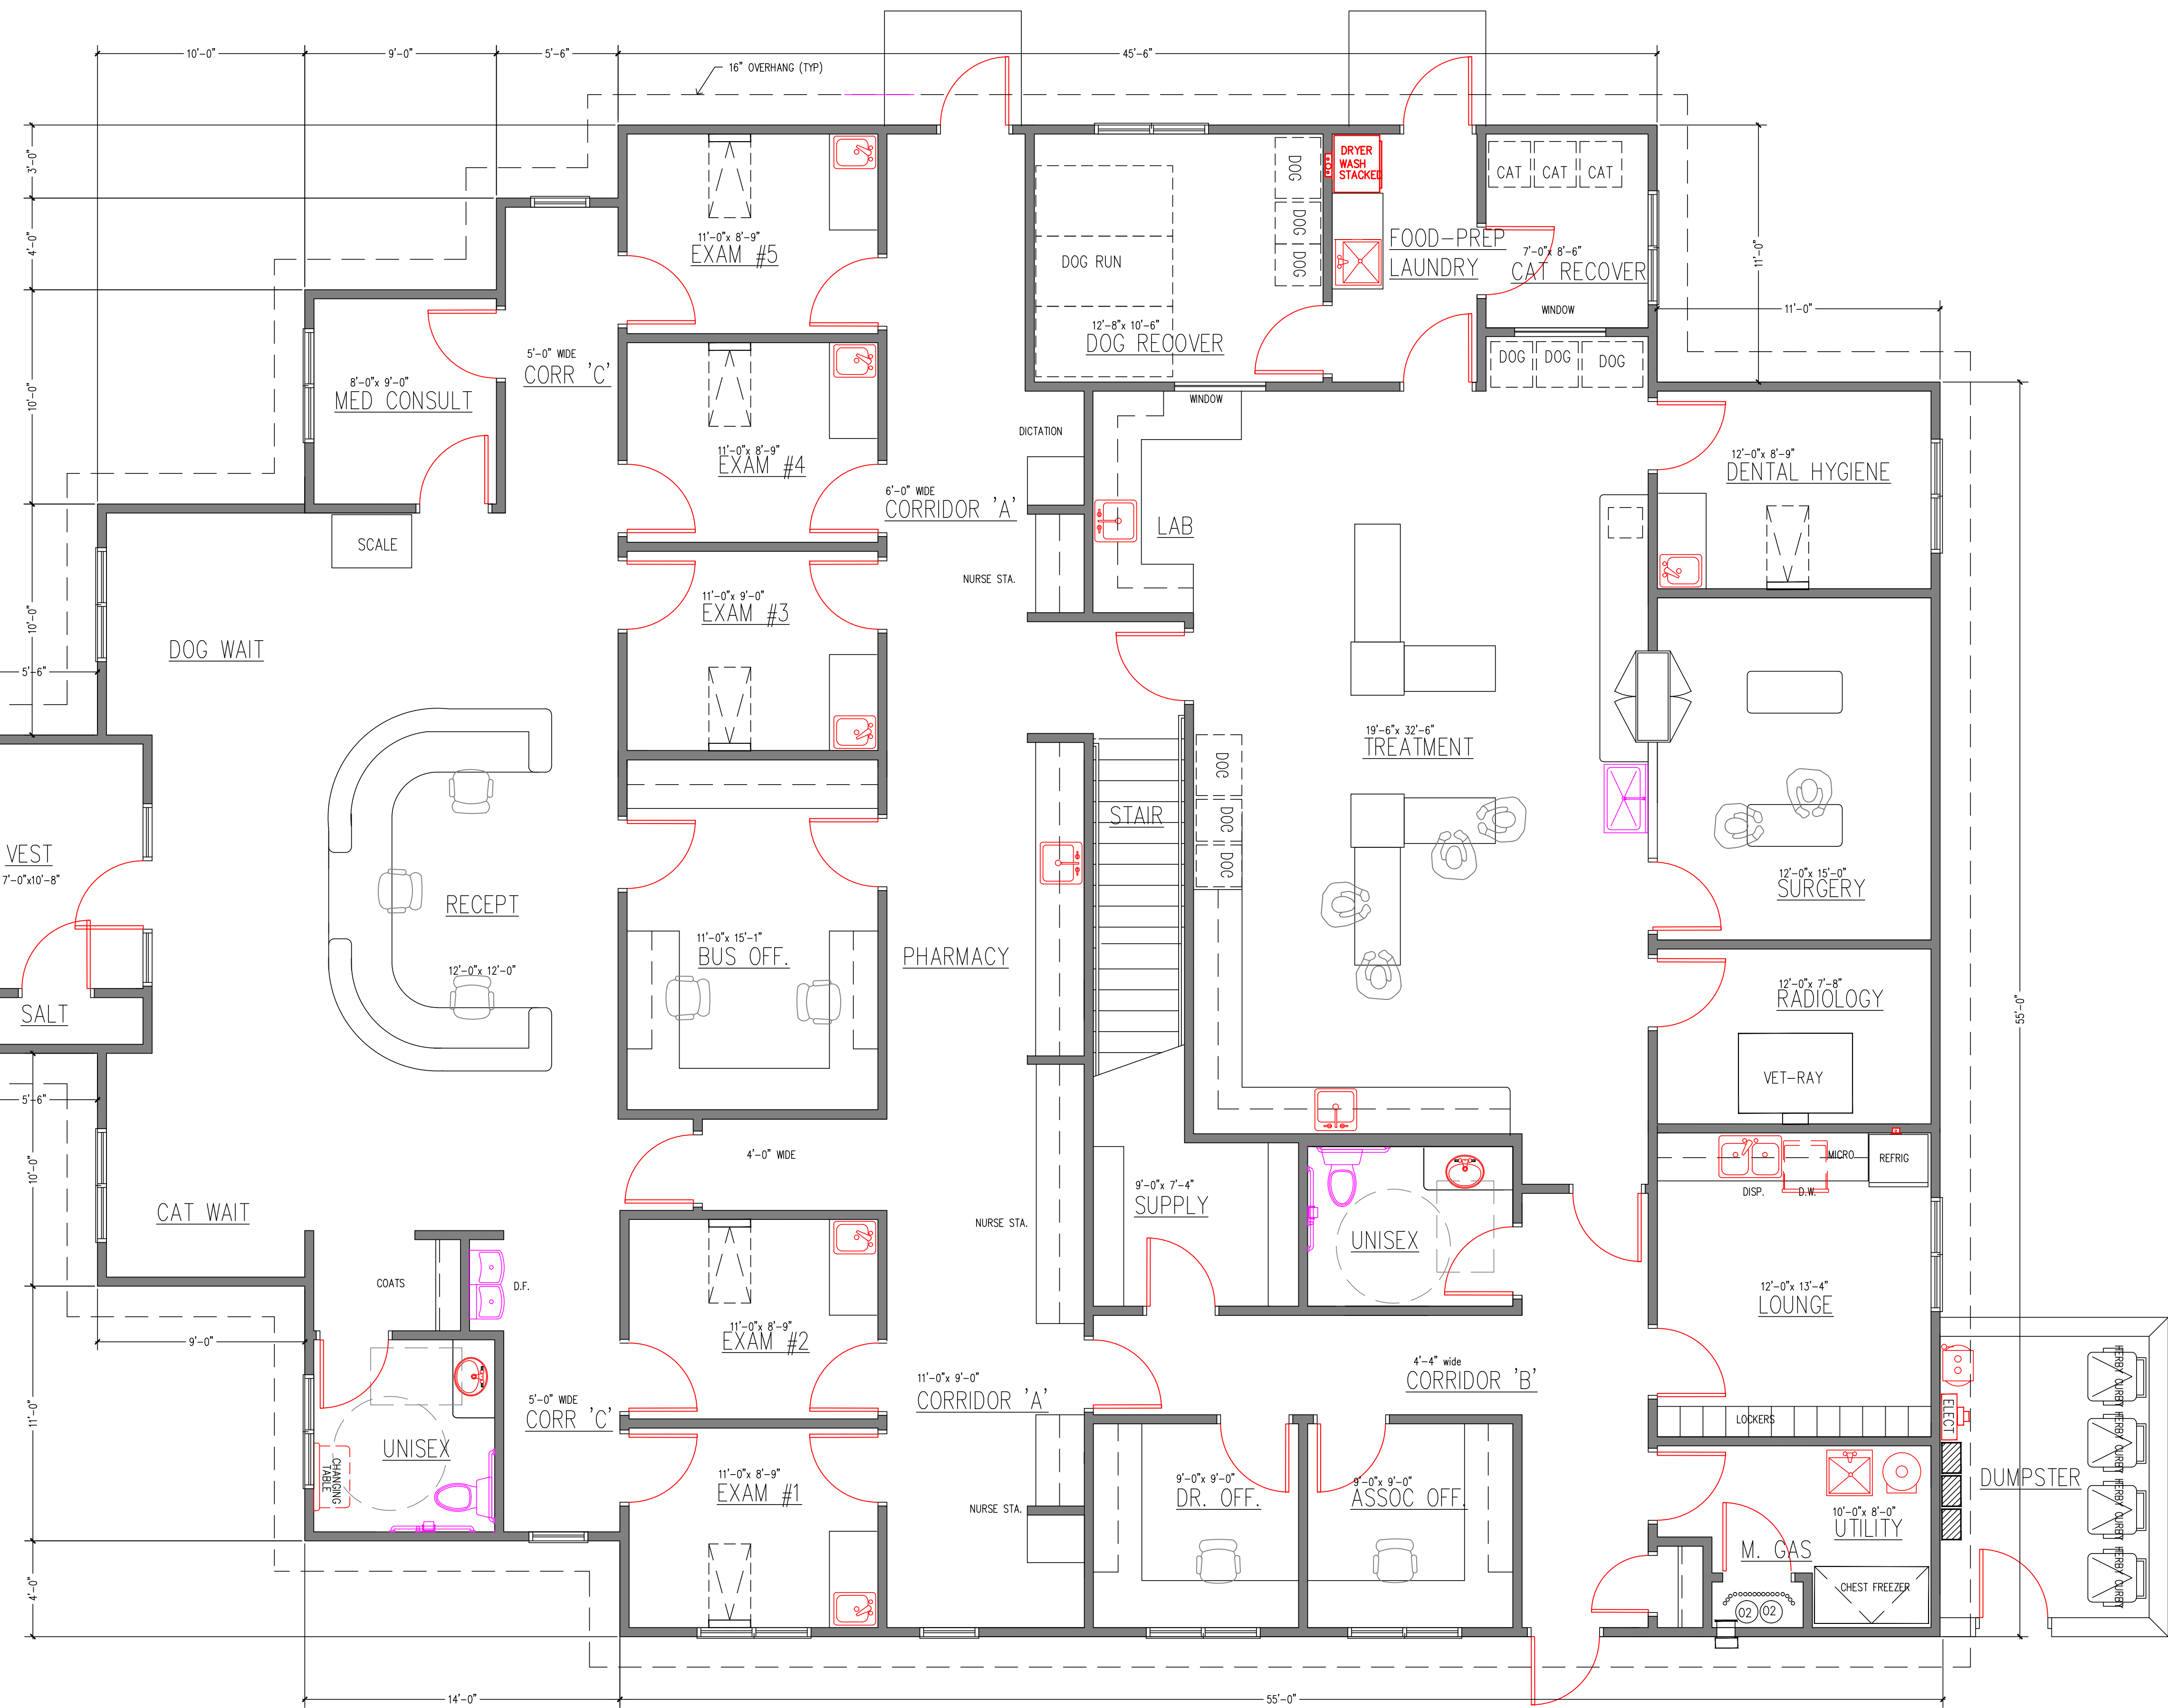 10'-0"
9'-0"
5'-6"
45'-6"
16" OVERHANG (TYP)
3'-0"
4'-0"
10'-0"
10'-0"
5'-6"
5'-6"
10'-0"
11'-0"
4'-0"
9'-0"
14'-0"
55'-0"
11'-0"
11'-0"
55'-0"
11'-0"x 8'-9"
EXAM #5
5'-0" WIDE
CORR 'C'
8'-0"x 9'-0"
MED CONSULT
SCALE
11'-0"x 8'-9"
EXAM #4
6'-0" WIDE
CORRIDOR 'A'
DICTATION
NURSE STA.
11'-0"x 9'-0"
EXAM #3
DOG RUN
12'-8"x 10'-6"
DOG RECOVER
DOG
DOG
DOG
WINDOW
DRYER
WASH
STACKED
FOOD-PREP
LAUNDRY
CAT
CAT
CAT
7'-0"x 8'-6"
CAT RECOVER
WINDOW
DOG
DOG
DOG
LAB
12'-0"x 8'-9"
DENTAL HYGIENE
DOG WAIT
VEST
7'-0"x10'-8"
SALT
RECEPT
12'-0"x 12'-0"
11'-0"x 15'-1"
BUS OFF.
PHARMACY
STAIR
DOG
DOG
DOG
19'-6"x 32'-6"
TREATMENT
12'-0"x 15'-0"
SURGERY
12'-0"x 7'-8"
RADIOLOGY
VET-RAY
4'-0" WIDE
CAT WAIT
COATS
D.F.
NURSE STA.
9'-0"x 7'-4"
SUPPLY
UNISEX
MICRO
REFRIG
DISP.
D.W.
12'-0"x 13'-4"
LOUNGE
LOCKERS
11'-0"x 8'-9"
EXAM #2
11'-0"x 9'-0"
CORRIDOR 'A'
4'-4" wide
CORRIDOR 'B'
5'-0" WIDE
CORR 'C'
UNISEX
CHANGING
TABLE
11'-0"x 8'-9"
EXAM #1
NURSE STA.
9'-0"x 9'-0"
DR. OFF.
9'-0"x 9'-0"
ASSOC OFF.
10'-0"x 8'-0"
UTILITY
M. GAS
O2
O2
CHEST FREEZER
ELECT
DUMPSTER
HERBY CURBY
HERBY CURBY
HERBY CURBY
HERBY CURBY